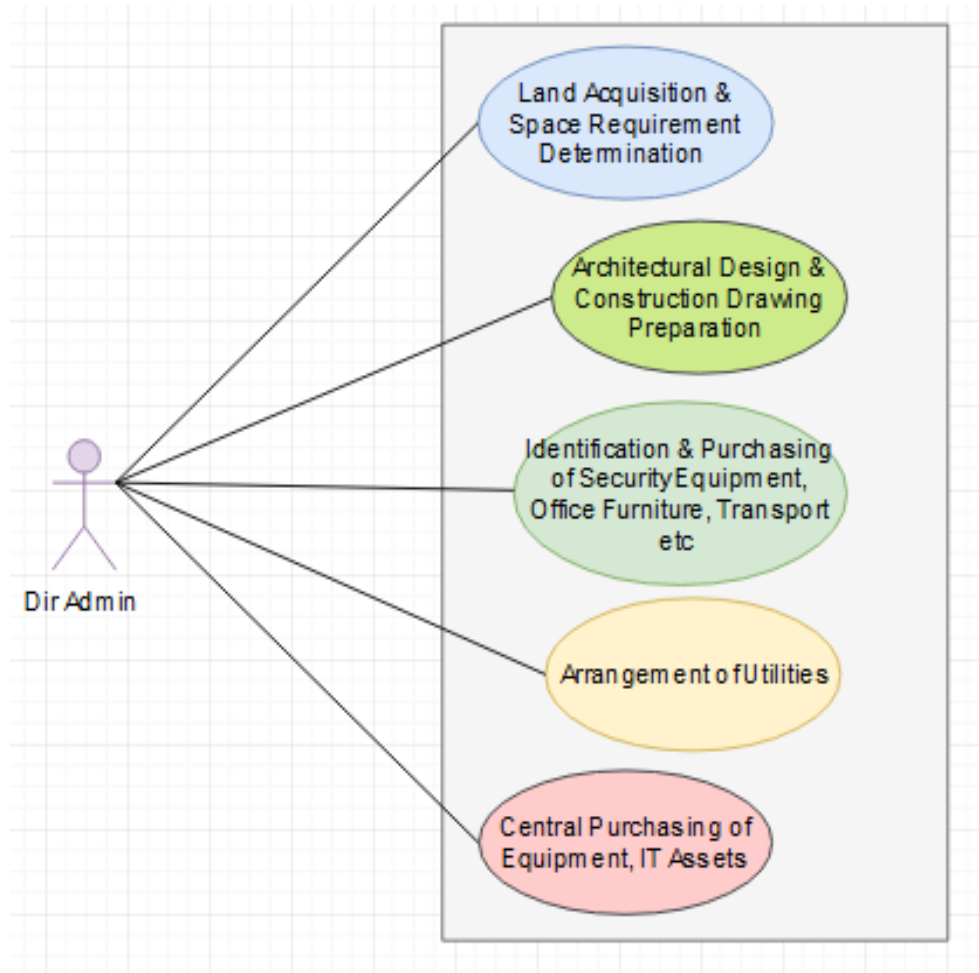 Land Acquisition &
Space Requirement
Determination
Architectural Design &
Construction Drawing
Preparation
Identification & Purchasing
of Security Equipment,
Office Furniture, Transport
etc
Dir Admin
Arrangement of Utilities
Central Purchasing of
Equipment, IT Assets